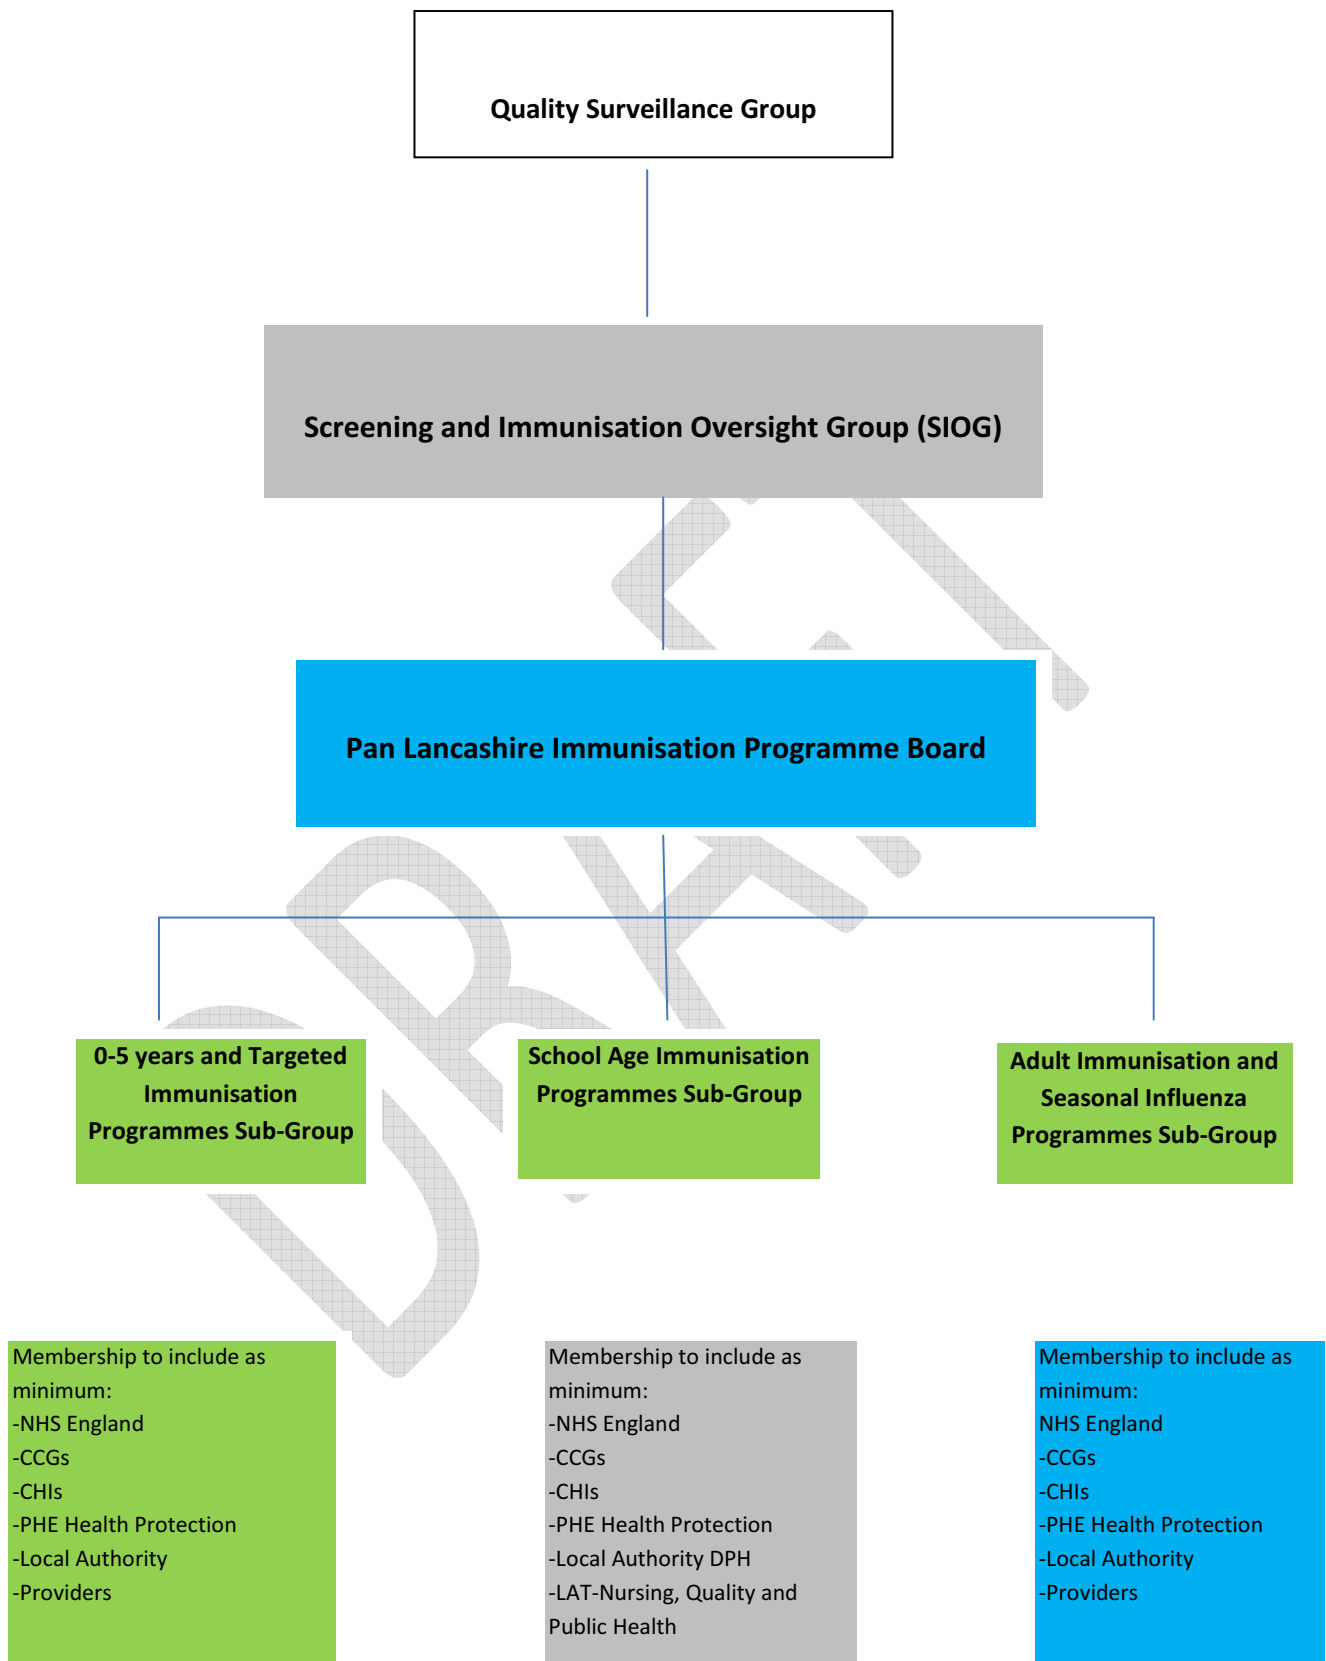 Quality Surveillance Group
Screening and Immunisation Oversight Group (SIOG)
Pan Lancashire Immunisation Programme Board
0-5 years and Targeted
Immunisation
Programmes Sub-Group
School Age Immunisation
Programmes Sub-Group
Adult Immunisation and
Seasonal Influenza
Programmes Sub-Group
Membership to include as
minimum:
-NHS England
-CCGs
-CHIs
-PHE Health Protection
-Local Authority
-Providers
Membership to include as
minimum:
-NHS England
-CCGs
-CHIs
-PHE Health Protection
-Local Authority DPH
-LAT-Nursing, Quality and
Public Health
Membership to include as
minimum:
NHS England
-CCGs
-CHIs
-PHE Health Protection
-Local Authority
-Providers
DRAFT